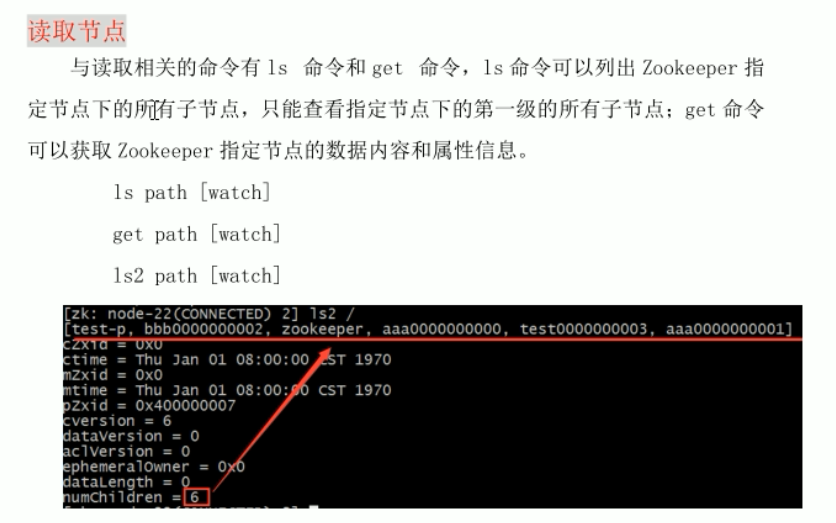 读取节点
与读取相关的命令有 ls 命令和 get 命令，ls 命令可以列出 Zookeeper 指
定节点下的所有子节点，只能查看指定节点下的第一级的所有子节点；get 命令
可以获取 Zookeeper 指定节点的数据内容和属性信息。
ls path [watch]
get path [watch]
ls2 path [watch]
[zk: node-22(CONNECTED) 2] ls2 /
[test-p, bbb0000000002, zookeeper, aaa0000000000, test0000000003, aaa0000000001]
cZxid = 0x0
ctime = Thu Jan 01 08:00:00 CST 1970
mZxid = 0x0
mtime = Thu Jan 01 08:00:00 CST 1970
pZxid = 0x400000007
cversion = 6
dataVersion = 0
aclVersion = 0
ephemeralOwner = 0x0
dataLength = 0
numChildren = 6